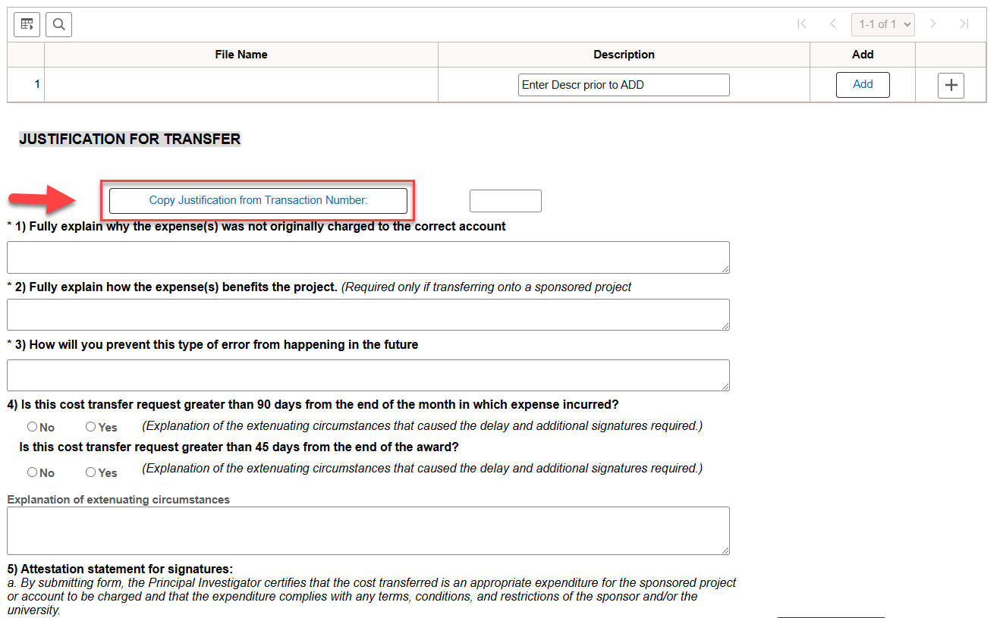 1-1 of 1
File Name Description Add
1 Enter Descr prior to ADD Add
JUSTIFICATION FOR TRANSFER
Copy Justification from Transaction Number:
* 1) Fully explain why the expense(s) was not originally charged to the correct account
* 2) Fully explain how the expense(s) benefits the project. (Required only if transferring onto a sponsored project
* 3) How will you prevent this type of error from happening in the future
4) Is this cost transfer request greater than 90 days from the end of the month in which expense incurred?
No Yes (Explanation of the extenuating circumstances that caused the delay and additional signatures required.)
Is this cost transfer request greater than 45 days from the end of the award?
No Yes (Explanation of the extenuating circumstances that caused the delay and additional signatures required.)
Explanation of extenuating circumstances
5) Attestation statement for signatures:
a. By submitting form, the Principal Investigator certifies that the cost transferred is an appropriate expenditure for the sponsored project
or account to be charged and that the expenditure complies with any terms, conditions, and restrictions of the sponsor and/or the
university.